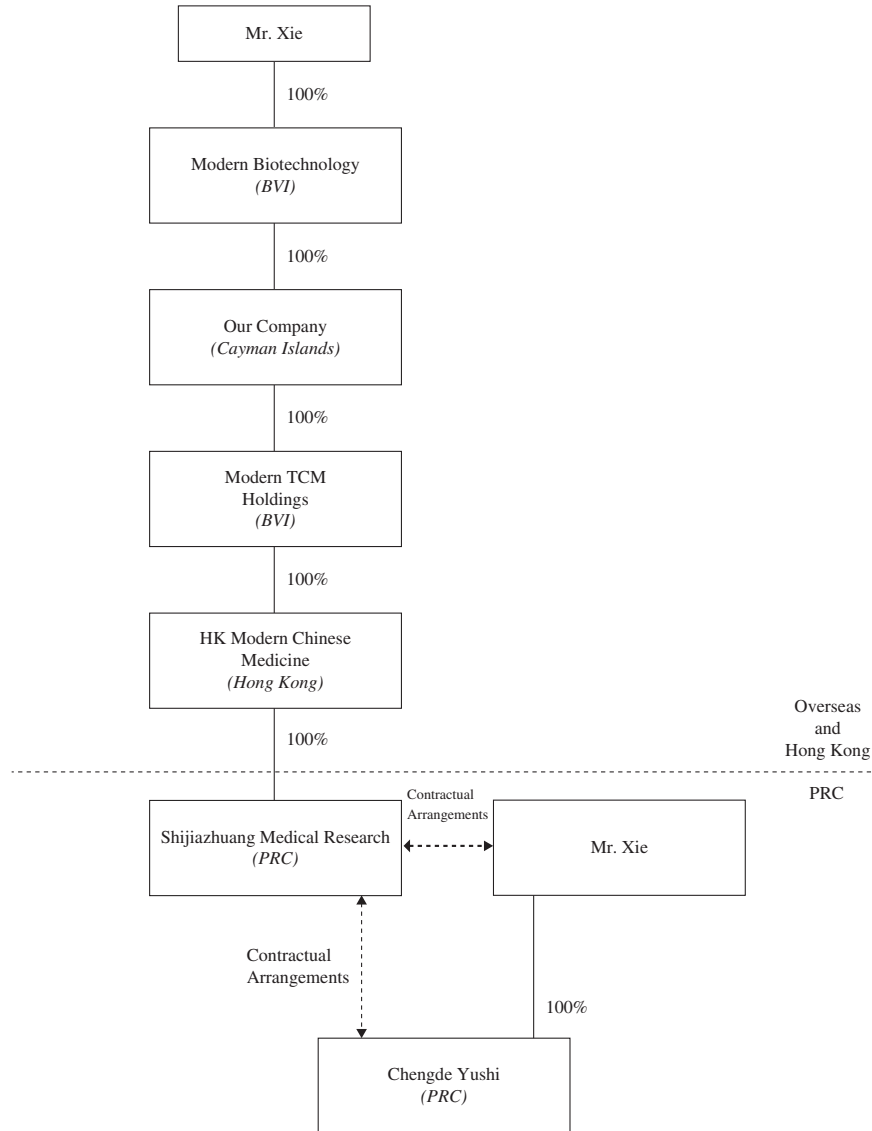 Mr. Xie
100%
Modern Biotechnology
(BVI)
100%
Our Company
(Cayman Islands)
100%
Modern TCM
Holdings
(BVI)
100%
HK Modern Chinese
Medicine
(Hong Kong)
100%
Overseas
and
Hong Kong
PRC
Contractual
Arrangements
Shijiazhuang Medical Research
(PRC)
Mr. Xie
Contractual
Arrangements
100%
Chengde Yushi
(PRC)